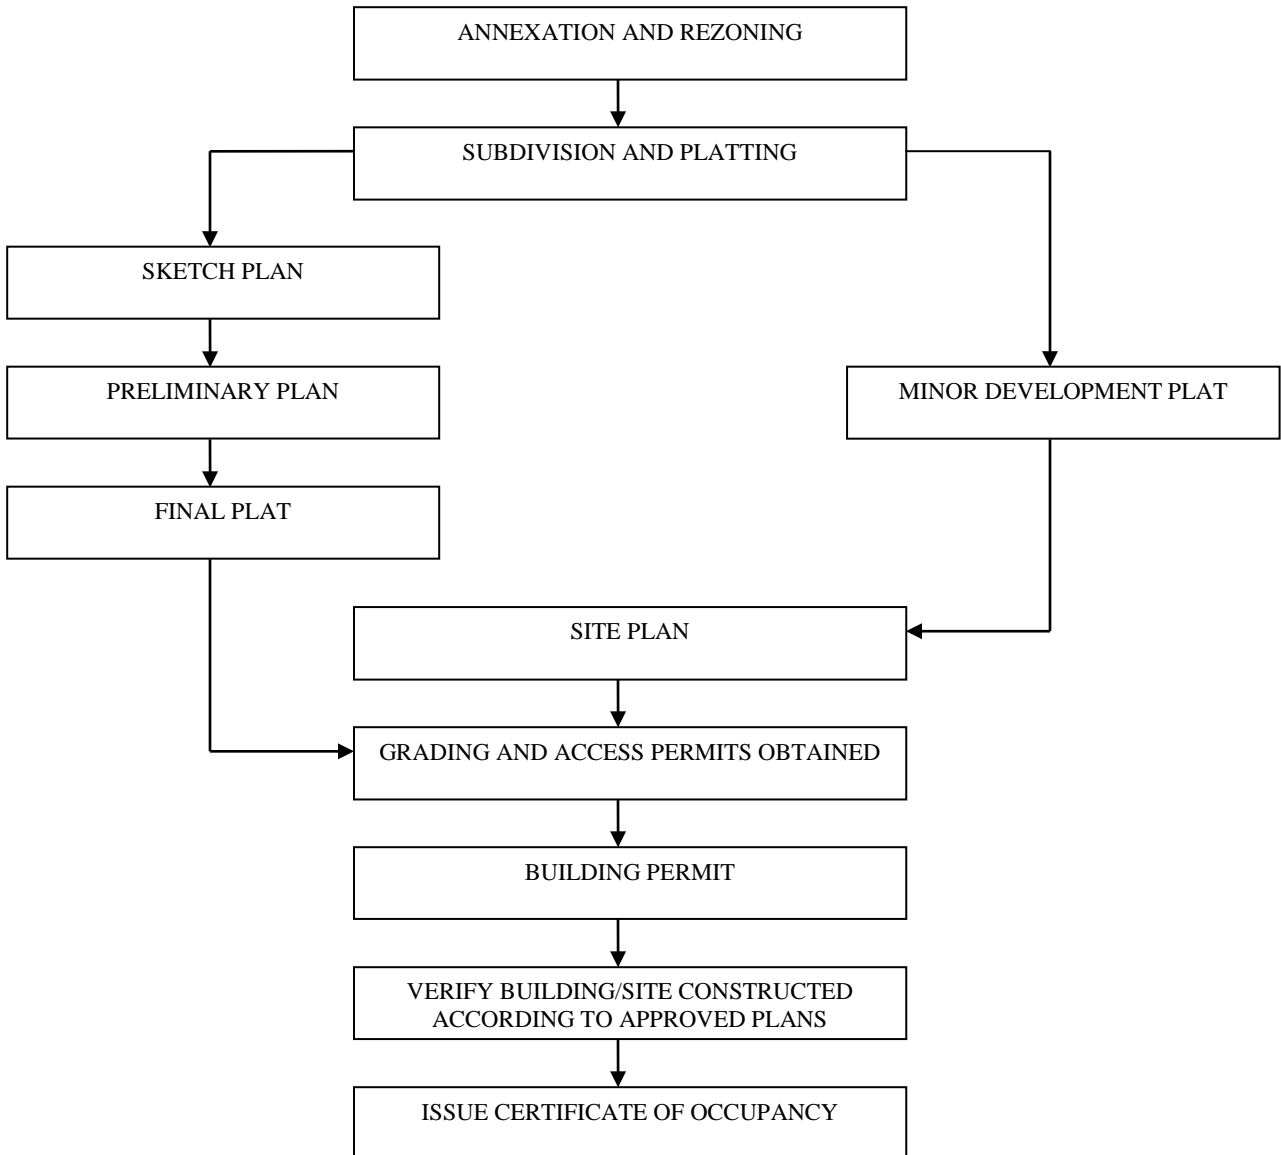 ANNEXATION AND REZONING
SUBDIVISION AND PLATTING
SKETCH PLAN
PRELIMINARY PLAN
MINOR DEVELOPMENT PLAT
FINAL PLAT
SITE PLAN
GRADING AND ACCESS PERMITS OBTAINED
BUILDING PERMIT
VERIFY BUILDING/SITE CONSTRUCTED
ACCORDING TO APPROVED PLANS
ISSUE CERTIFICATE OF OCCUPANCY